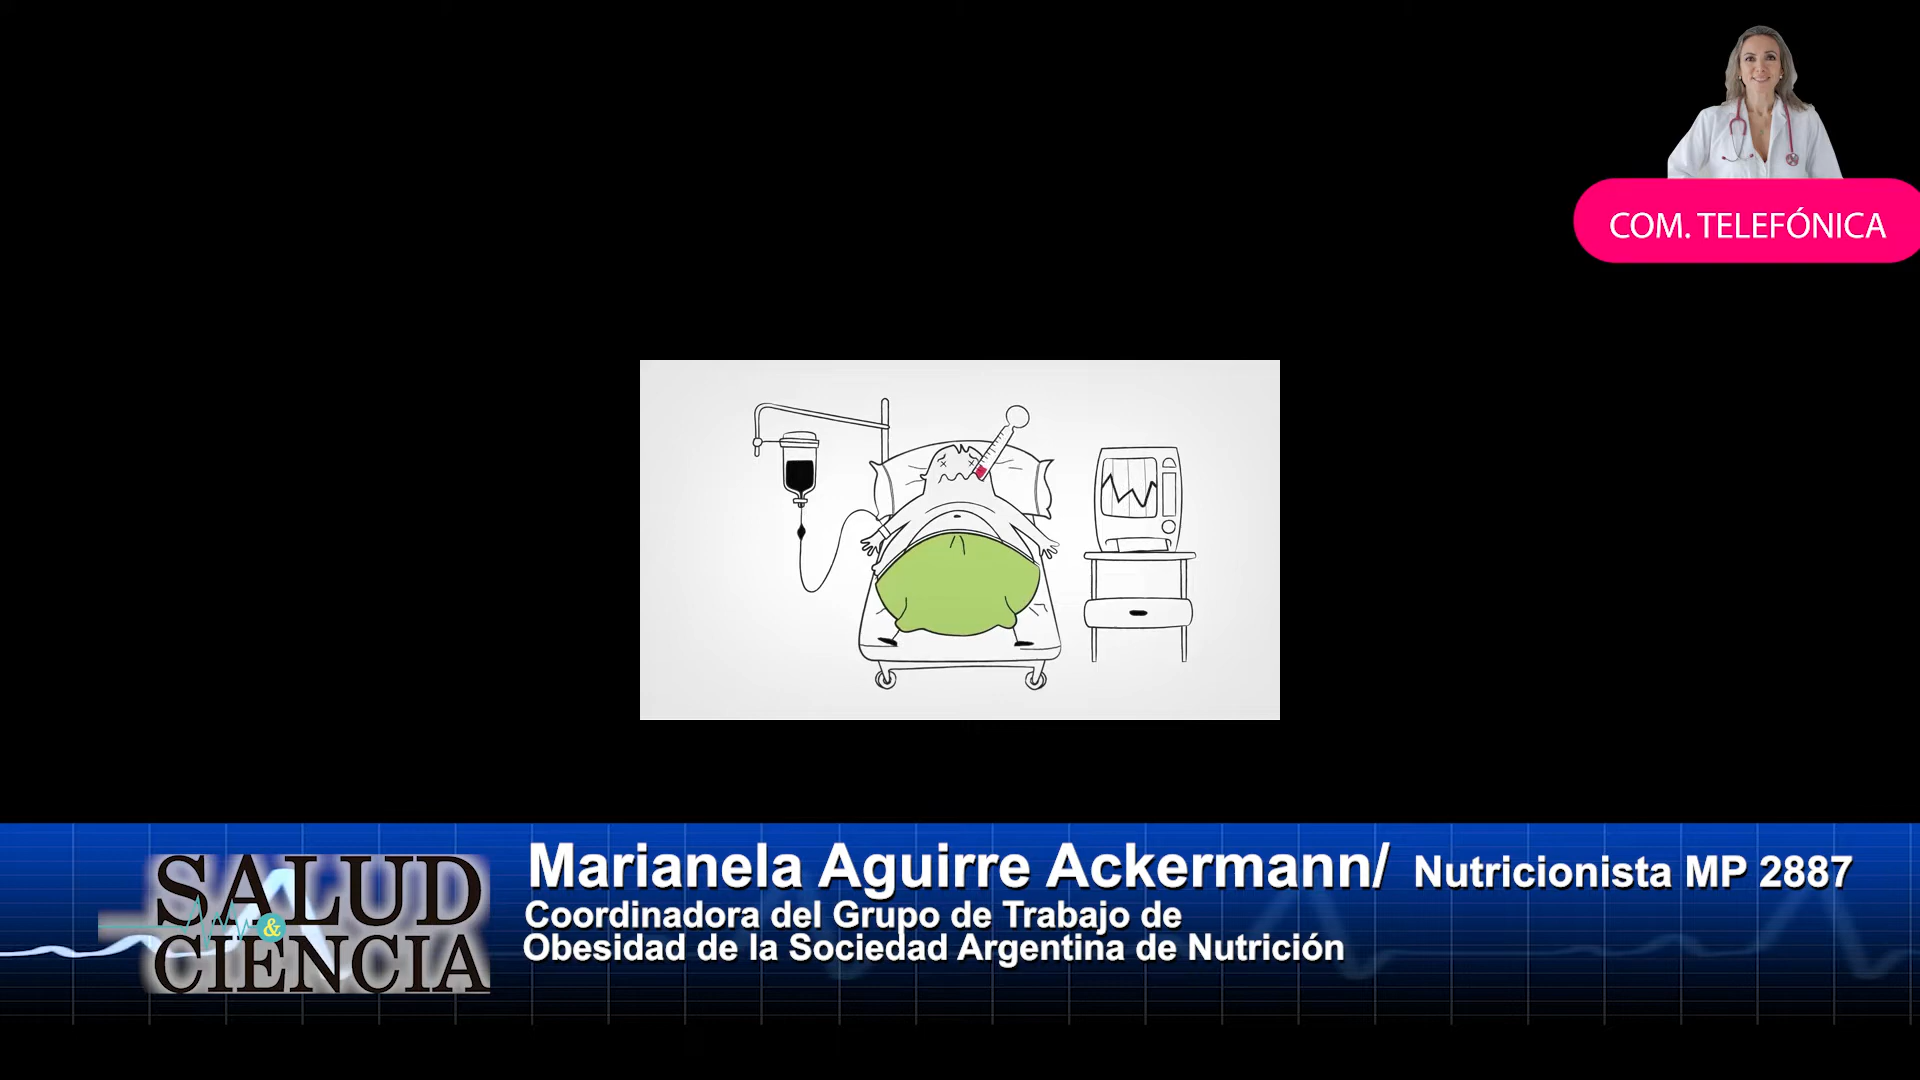 COM. TELEFÓNICA
SALUD
&
CIENCIA
Marianela Aguirre Ackermann/ Nutricionista MP 2887
Coordinadora del Grupo de Trabajo de
Obesidad de la Sociedad Argentina de Nutrición